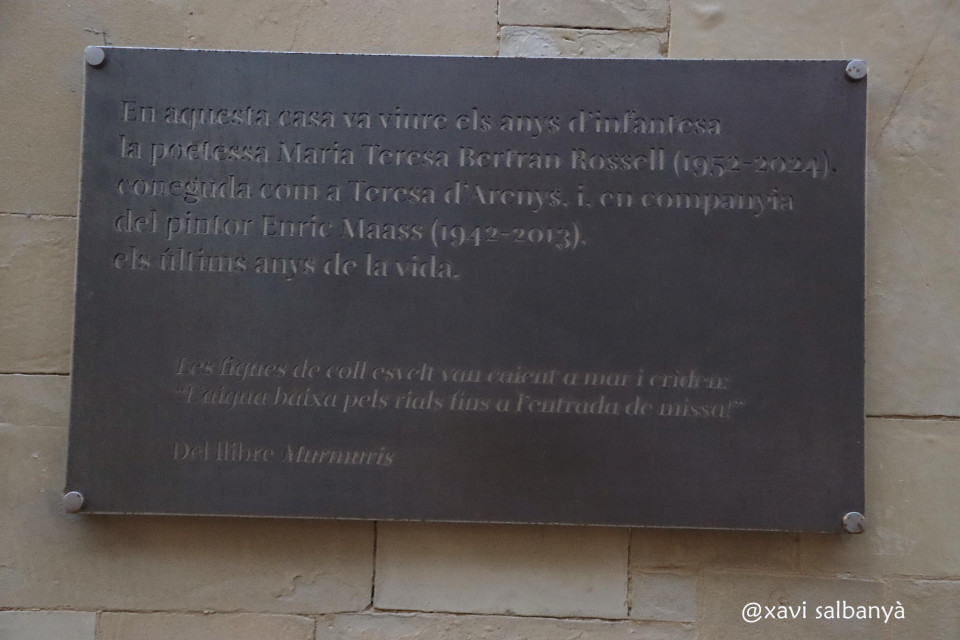 En aquesta casa va viure els anys d'infantesa
la poetessa Maria Teresa Bertran Rossell (1952-2024),
coneguda com a Teresa d'Arenys, i, en companyia
del pintor Enric Maass (1942-2013),
els últims anys de la vida.
Les figues de coll esvelt van caient a mar i criden:
"L'aigua baixa pels rials fins a l'entrada de missa!"
Del llibre Murmuris
@xavi salbanyà